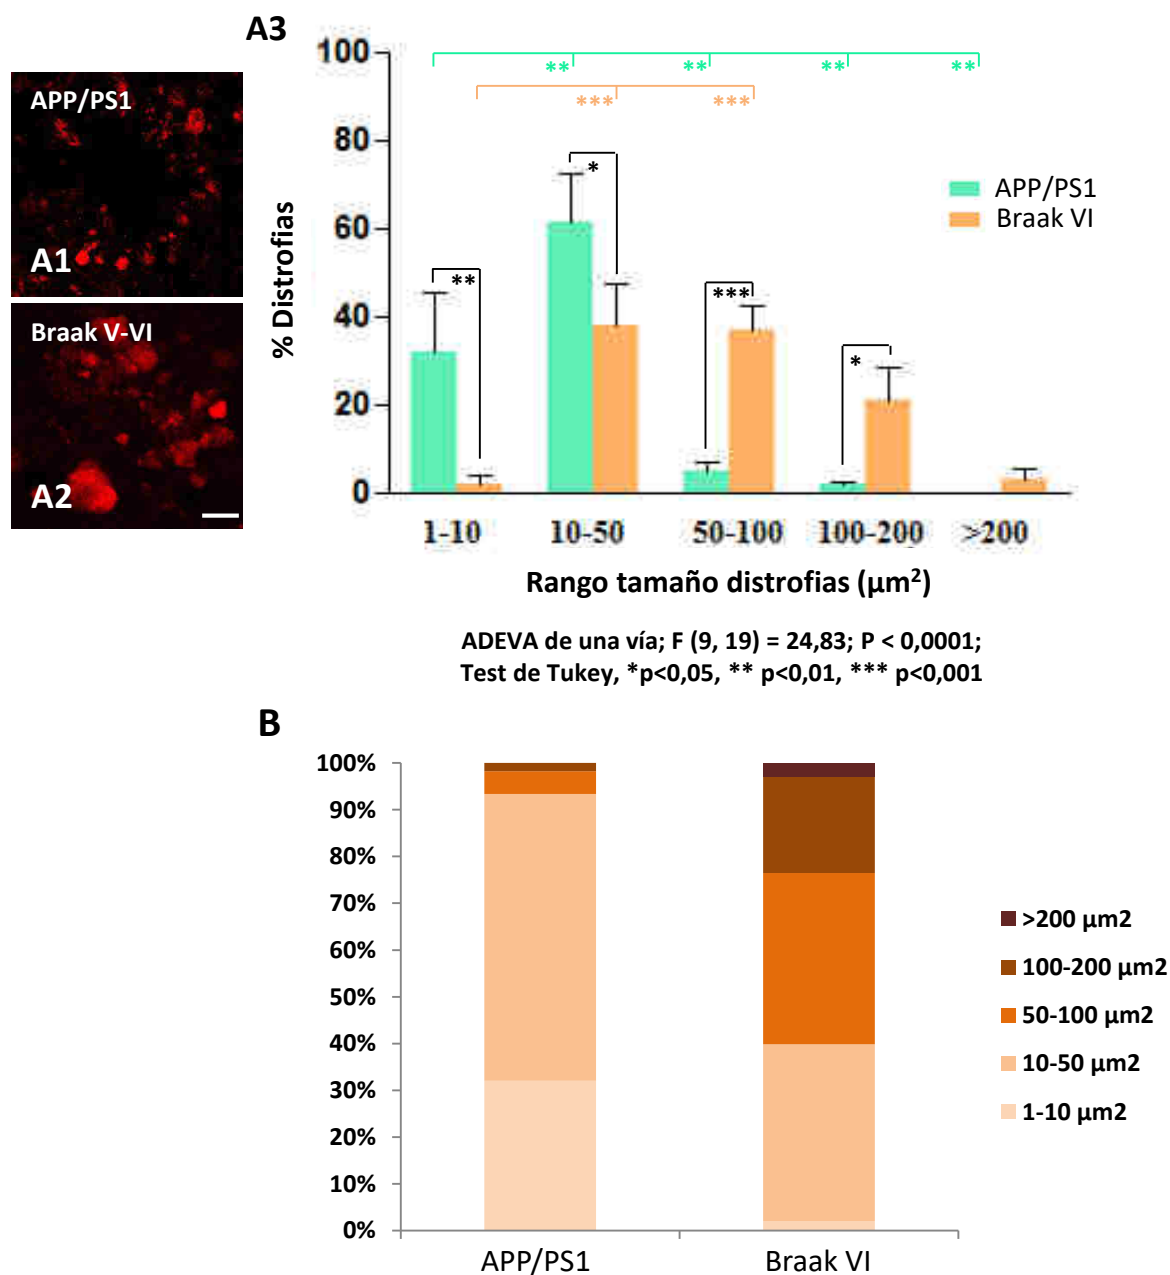 A3
APP/PS1
A1
Braak V-VI
A2
% Distrofias
100
80
60
40
20
0
** ** ** **
*** ***
** * *** *
APP/PS1
Braak VI
1-10 10-50 50-100 100-200 >200
Rango tamaño distrofias (µm²)
ADEVA de una vía; F (9, 19) = 24,83; P < 0,0001;
Test de Tukey, *p<0,05, ** p<0,01, *** p<0,001
B
100%
90%
80%
70%
60%
50%
40%
30%
20%
10%
0%
APP/PS1 Braak VI
>200 µm2
100-200 µm2
50-100 µm2
10-50 µm2
1-10 µm2